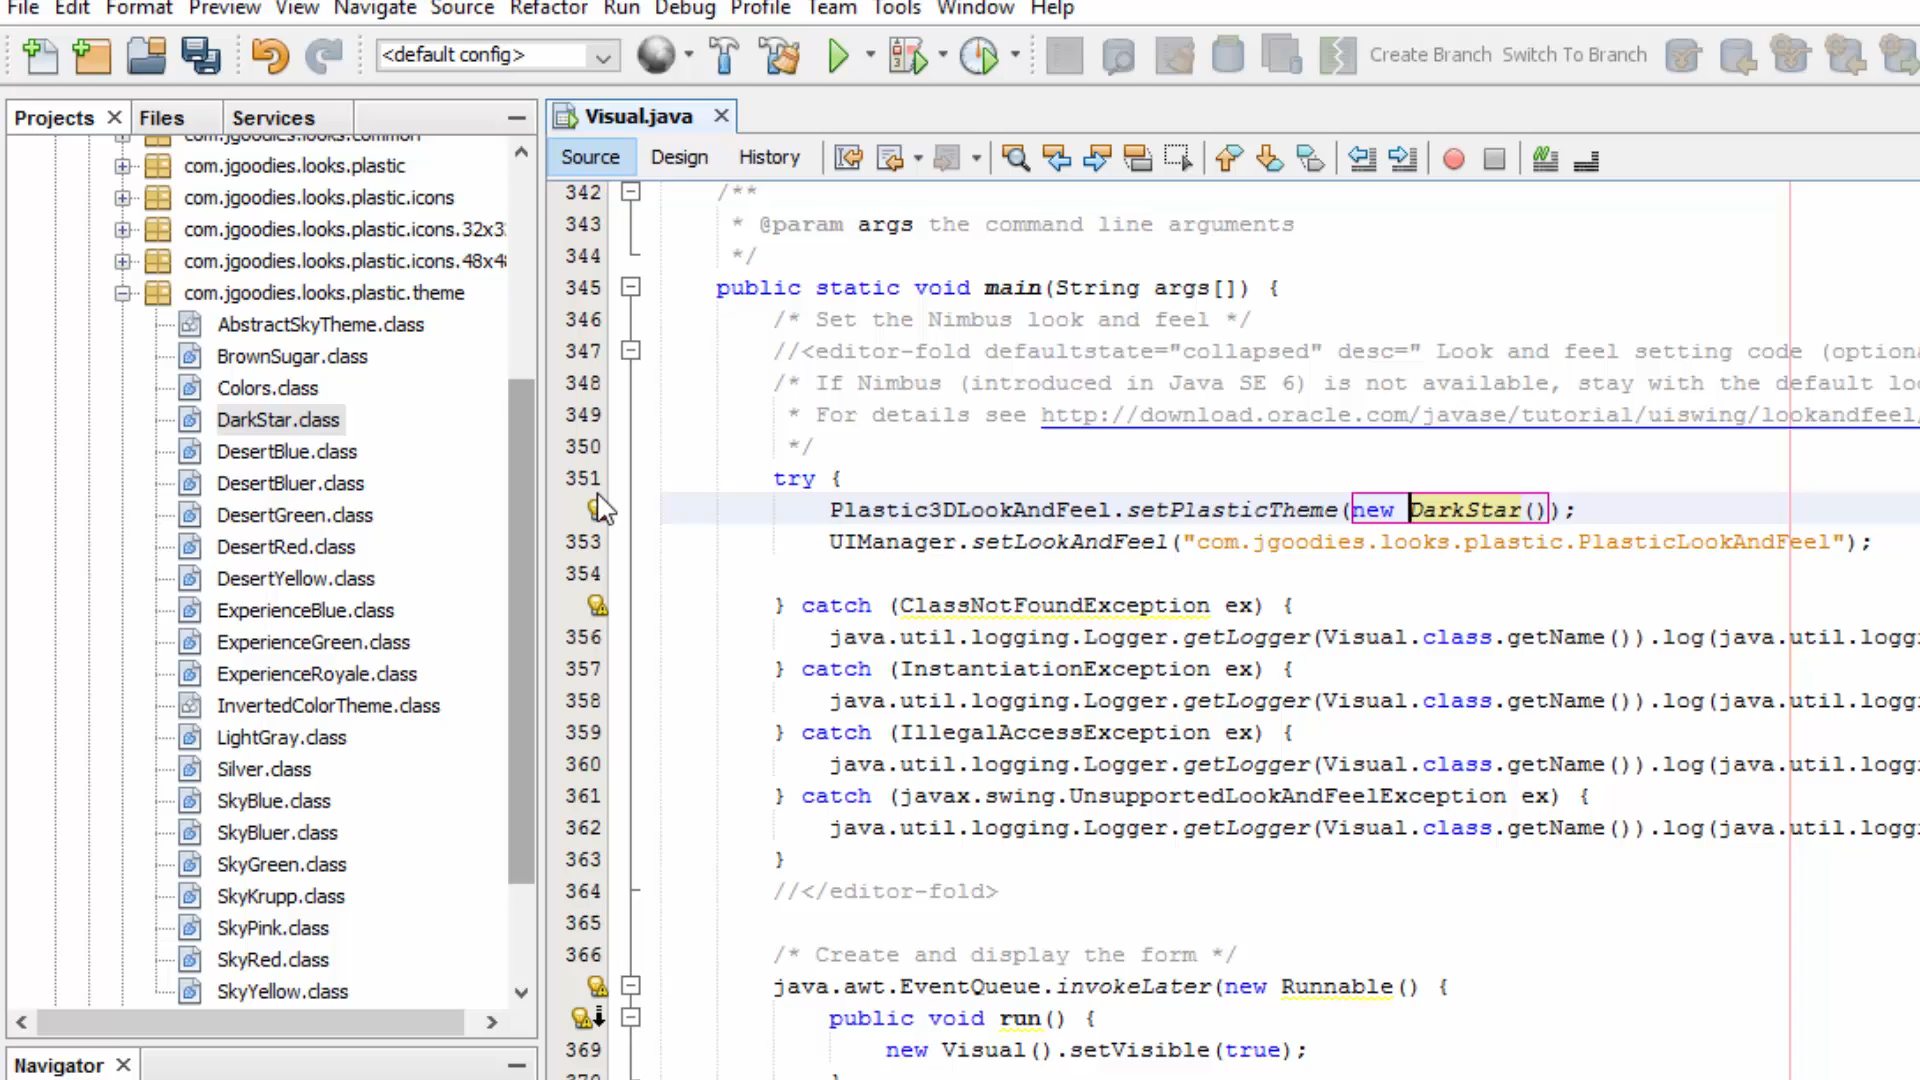 File Edit Format Preview View Navigate Source Refactor Run Debug Profile Team Tools Window Help
<default config>
Create Branch Switch To Branch
Projects Files Services
com.jgoodies.looks.common
com.jgoodies.looks.plastic
com.jgoodies.looks.plastic.icons
com.jgoodies.looks.plastic.icons.32x3
com.jgoodies.looks.plastic.icons.48x4
com.jgoodies.looks.plastic.theme
AbstractSkyTheme.class
BrownSugar.class
Colors.class
DarkStar.class
DesertBlue.class
DesertBluer.class
DesertGreen.class
DesertRed.class
DesertYellow.class
ExperienceBlue.class
ExperienceGreen.class
ExperienceRoyale.class
InvertedColorTheme.class
LightGray.class
Silver.class
SkyBlue.class
SkyBluer.class
SkyGreen.class
SkyKrupp.class
SkyPink.class
SkyRed.class
SkyYellow.class
Navigator
Visual.java
Source Design History
342 /**
343 * @param args the command line arguments
344 */
345 public static void main(String args[]) {
346 /* Set the Nimbus look and feel */
347 //<editor-fold defaultstate="collapsed" desc=" Look and feel setting code (optiona
348 /* If Nimbus (introduced in Java SE 6) is not available, stay with the default loo
349 * For details see http://download.oracle.com/javase/tutorial/uiswing/lookandfeel/
350 */
351 try {
Plastic3DLookAndFeel.setPlasticTheme(new DarkStar());
353 UIManager.setLookAndFeel("com.jgoodies.looks.plastic.PlasticLookAndFeel");
354
} catch (ClassNotFoundException ex) {
356 java.util.logging.Logger.getLogger(Visual.class.getName()).log(java.util.loggi
357 } catch (InstantiationException ex) {
358 java.util.logging.Logger.getLogger(Visual.class.getName()).log(java.util.loggi
359 } catch (IllegalAccessException ex) {
360 java.util.logging.Logger.getLogger(Visual.class.getName()).log(java.util.loggi
361 } catch (javax.swing.UnsupportedLookAndFeelException ex) {
362 java.util.logging.Logger.getLogger(Visual.class.getName()).log(java.util.loggi
363 }
364 //</editor-fold>
365
366 /* Create and display the form */
java.awt.EventQueue.invokeLater(new Runnable() {
public void run() {
369 new Visual().setVisible(true);
370 }